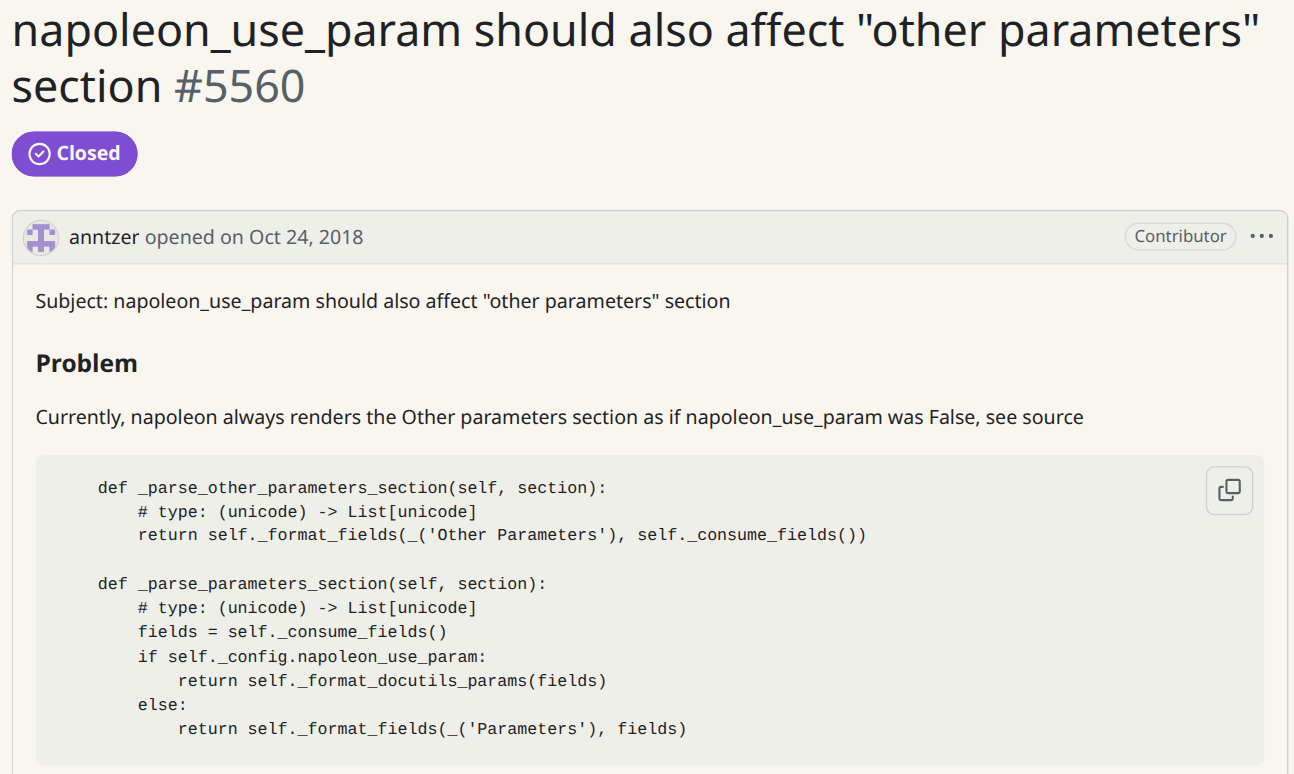 napoleon_use_param should also affect "other parameters"
section #5560
Closed
anntzer opened on Oct 24, 2018
Contributor
Subject: napoleon_use_param should also affect "other parameters" section
Problem
Currently, napoleon always renders the Other parameters section as if napoleon_use_param was False, see source
    def _parse_other_parameters_section(self, section):
        # type: (unicode) -> List[unicode]
        return self._format_fields(_('Other Parameters'), self._consume_fields())

    def _parse_parameters_section(self, section):
        # type: (unicode) -> List[unicode]
        fields = self._consume_fields()
        if self._config.napoleon_use_param:
            return self._format_docutils_params(fields)
        else:
            return self._format_fields(_('Parameters'), fields)